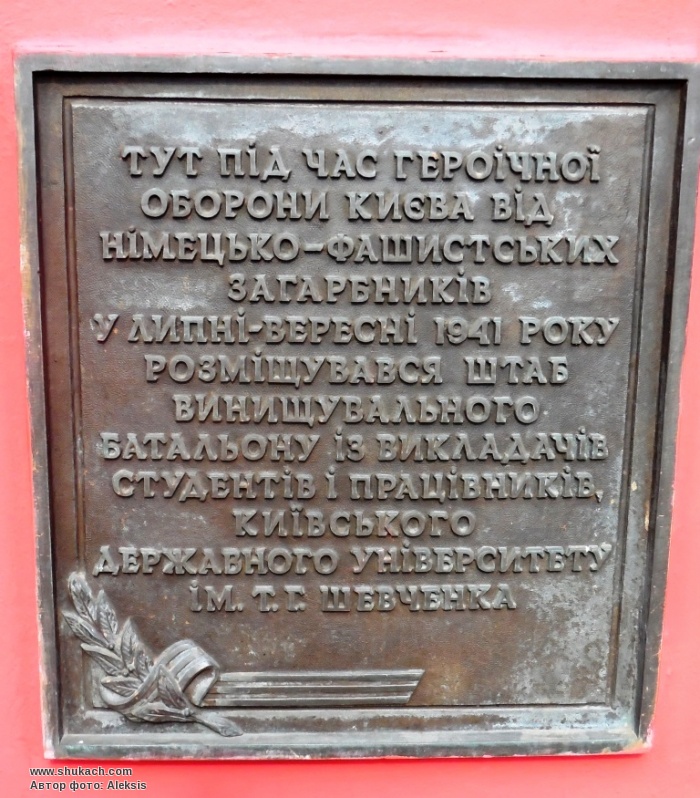 ТУТ ПІД ЧАС ГЕРОЇЧНОЇ
ОБОРОНИ КИЄВА ВІД
НІМЕЦЬКО-ФАШИСТСЬКИХ
ЗАГАРБНИКІВ
У ЛИПНІ-ВЕРЕСНІ 1941 РОКУ
РОЗМІЩУВАВСЯ ШТАБ
ВИНИЩУВАЛЬНОГО
БАТАЛЬОНУ ІЗ ВИКЛАДАЧІВ
СТУДЕНТІВ І ПРАЦІВНИКІВ
КИЇВСЬКОГО
ДЕРЖАВНОГО УНІВЕРСИТЕТУ
ІМ. Т.Г. ШЕВЧЕНКА
www.shukach.com
Автор фото: Aleksis